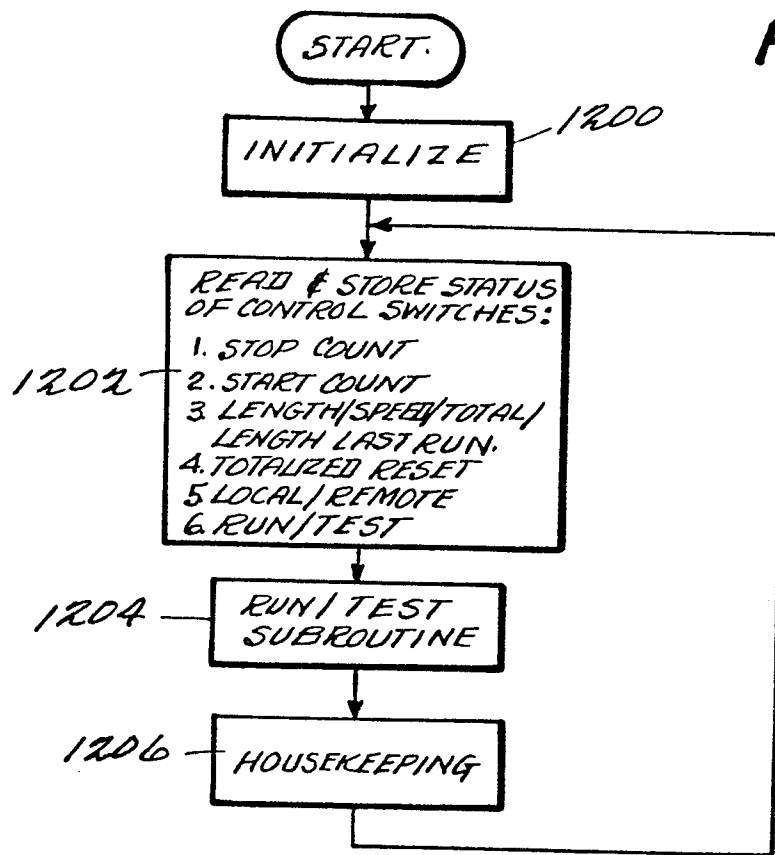 START.
INITIALIZE
1200
READ & STORE STATUS
OF CONTROL SWITCHES:
1. STOP COUNT
2. START COUNT
3 LENGTH/SPEED/TOTAL/
LENGTH LAST RUN.
4. TOTALIZED RESET
5 LOCAL/REMOTE
6. RUN/TEST
1202
1204
RUN/TEST
SUBROUTINE
1206
HOUSEKEEPING